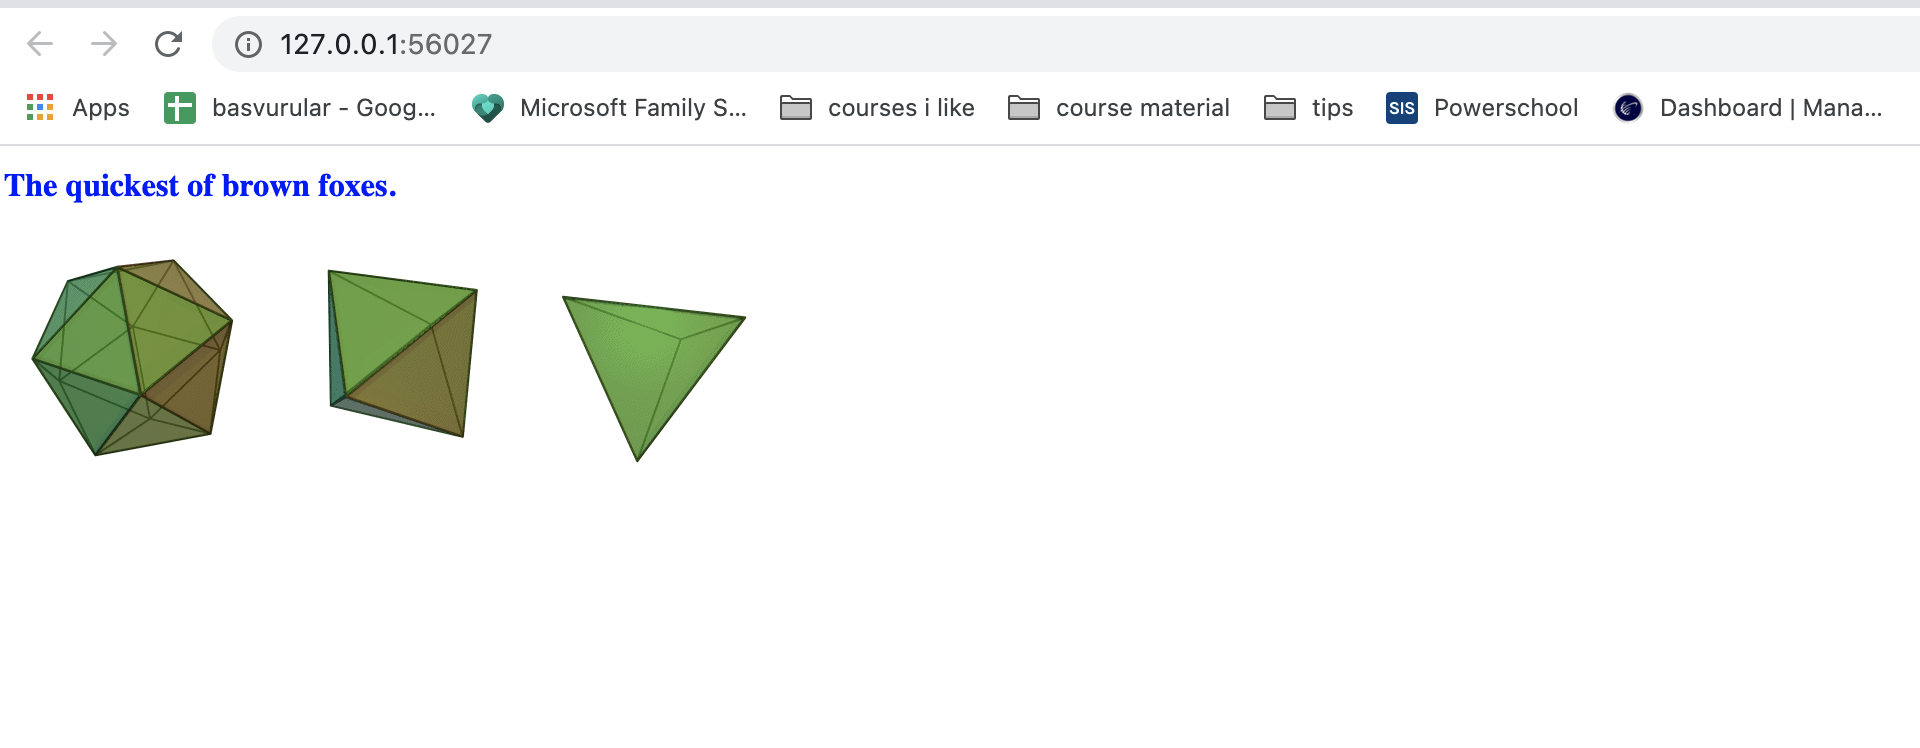 127.0.0.1:56027
Apps basvurular - Goog... Microsoft Family S... courses i like course material tips SIS Powerschool Dashboard | Mana...
The quickest of brown foxes.